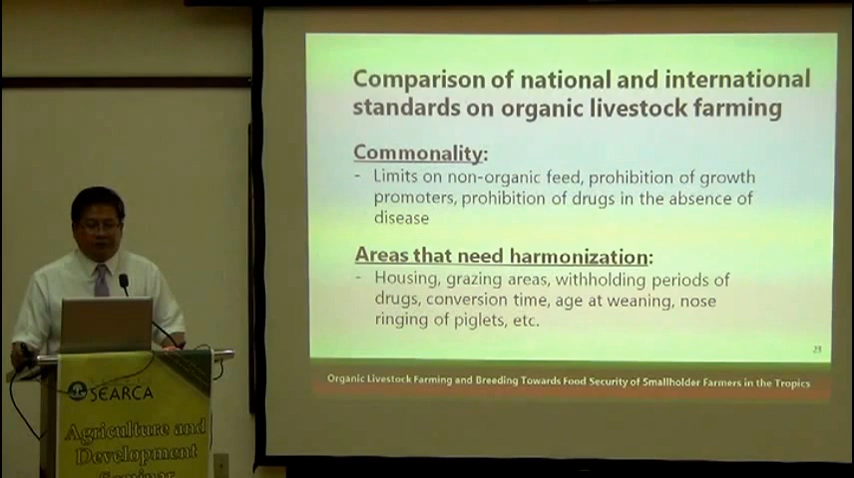 Comparison of national and international
standards on organic livestock farming
Commonality:
- Limits on non-organic feed, prohibition of growth
promoters, prohibition of drugs in the absence of
disease
Areas that need harmonization:
- Housing, grazing areas, withholding periods of
drugs, conversion time, age at weaning, nose
ringing of piglets, etc.
23
Organic Livestock Farming and Breeding Towards Food Security of Smallholder Farmers in the Tropics
SEARCA
Agriculture and
Development
Seminar